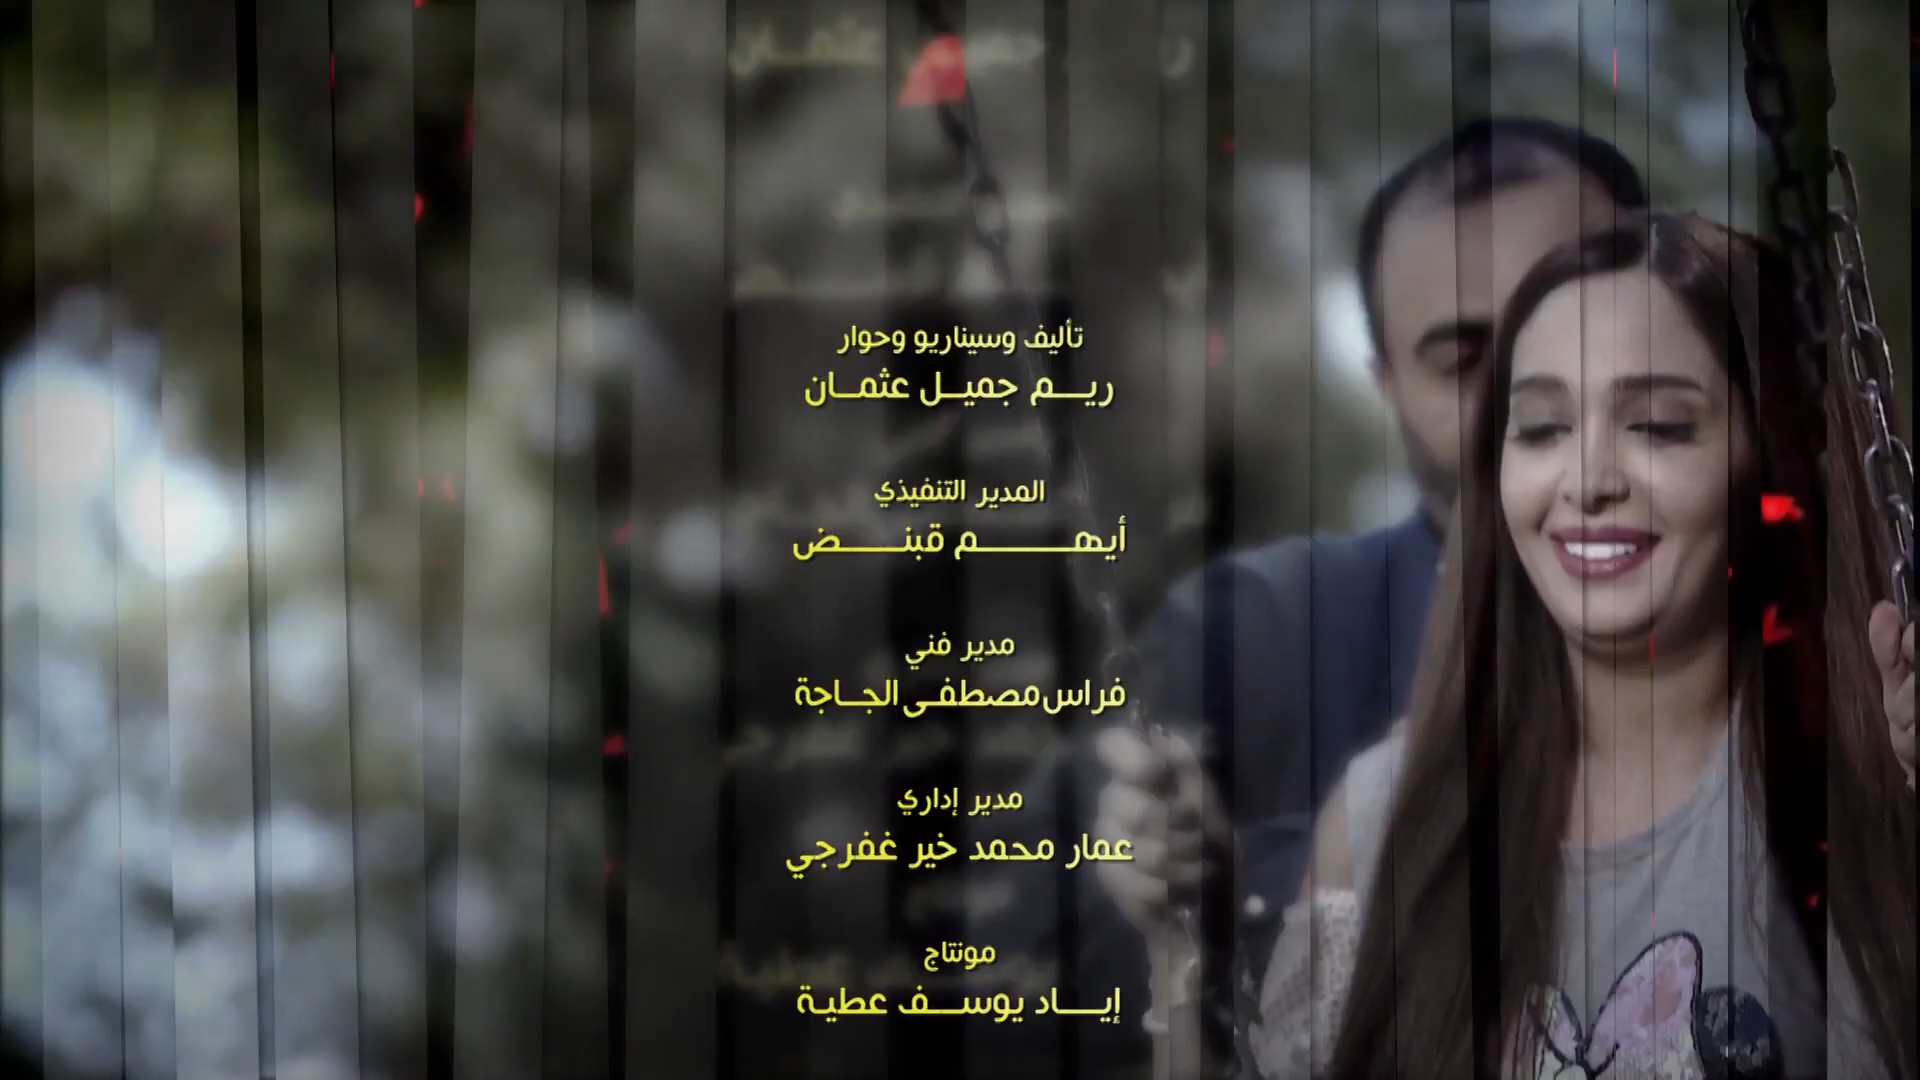 تأليف وسيناريو وحوار
ريم جميل عثمان
المدير التنفيذي
أيهم قبنض
مدير فني
فراس مصطفى الجاجة
مدير إداري
عمار محمد خير غفرجي
مونتاج
إياد يوسف عطية